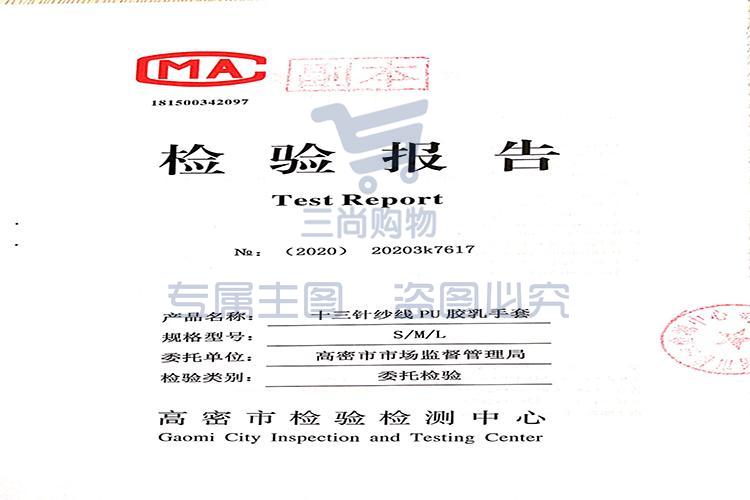 CMA
副本
181500342097
检验报告
Test Report
三尚购物
№：（2020） 20203k7617
专属主图 盗图必究
产品名称： 十三针纱线PU胶乳手套
规格型号： S/M/L
委托单位： 高密市市场监督管理局
检验类别： 委托检验
高密市检验检测中心
Gaomi City Inspection and Testing Center